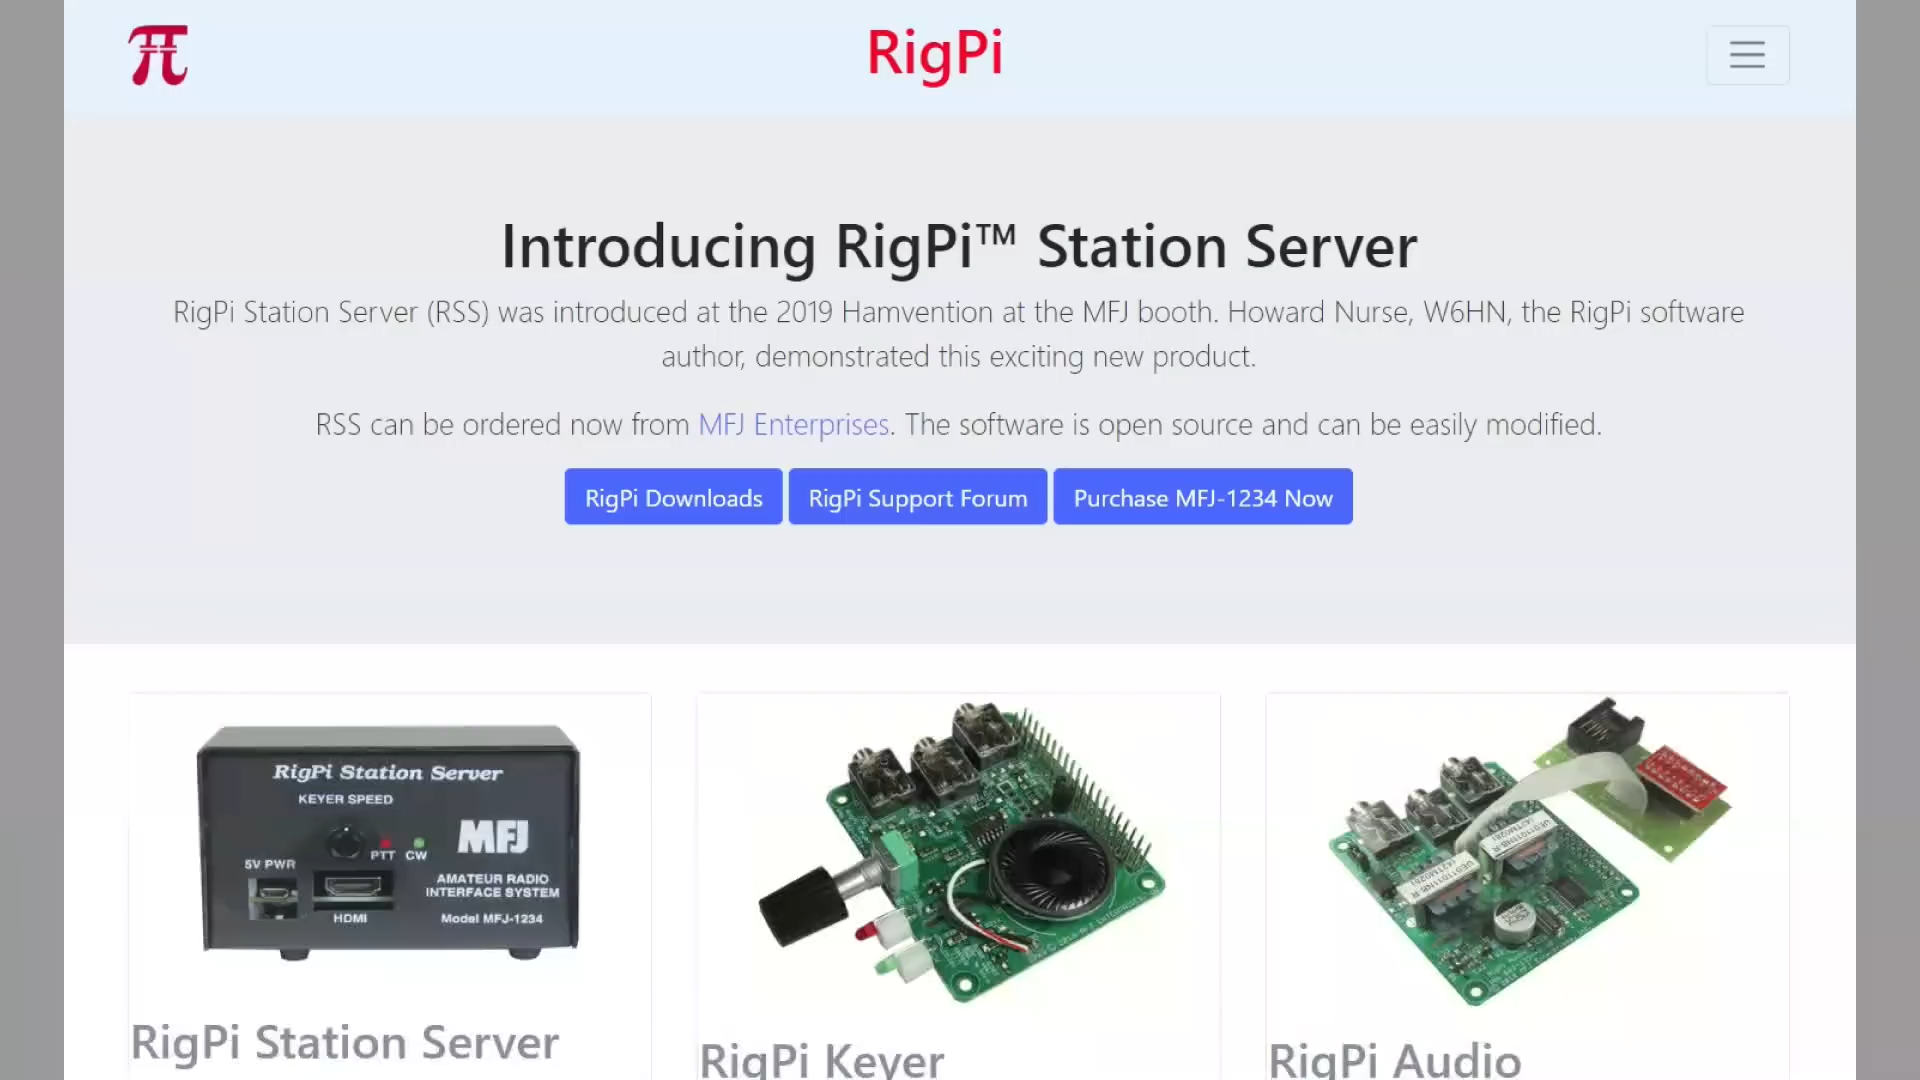 RigPi
Introducing RigPi™ Station Server
RigPi Station Server (RSS) was introduced at the 2019 Hamvention at the MFJ booth. Howard Nurse, W6HN, the RigPi software
author, demonstrated this exciting new product.
RSS can be ordered now from MFJ Enterprises. The software is open source and can be easily modified.
RigPi Downloads
RigPi Support Forum
Purchase MFJ-1234 Now
RigPi Station Server
KEYER SPEED
MFJ
PTT CW
5V PWR
AMATEUR RADIO
INTERFACE SYSTEM
HDMI
Model MFJ-1234
RigPi Station Server
RigPi Keyer
RigPi Audio